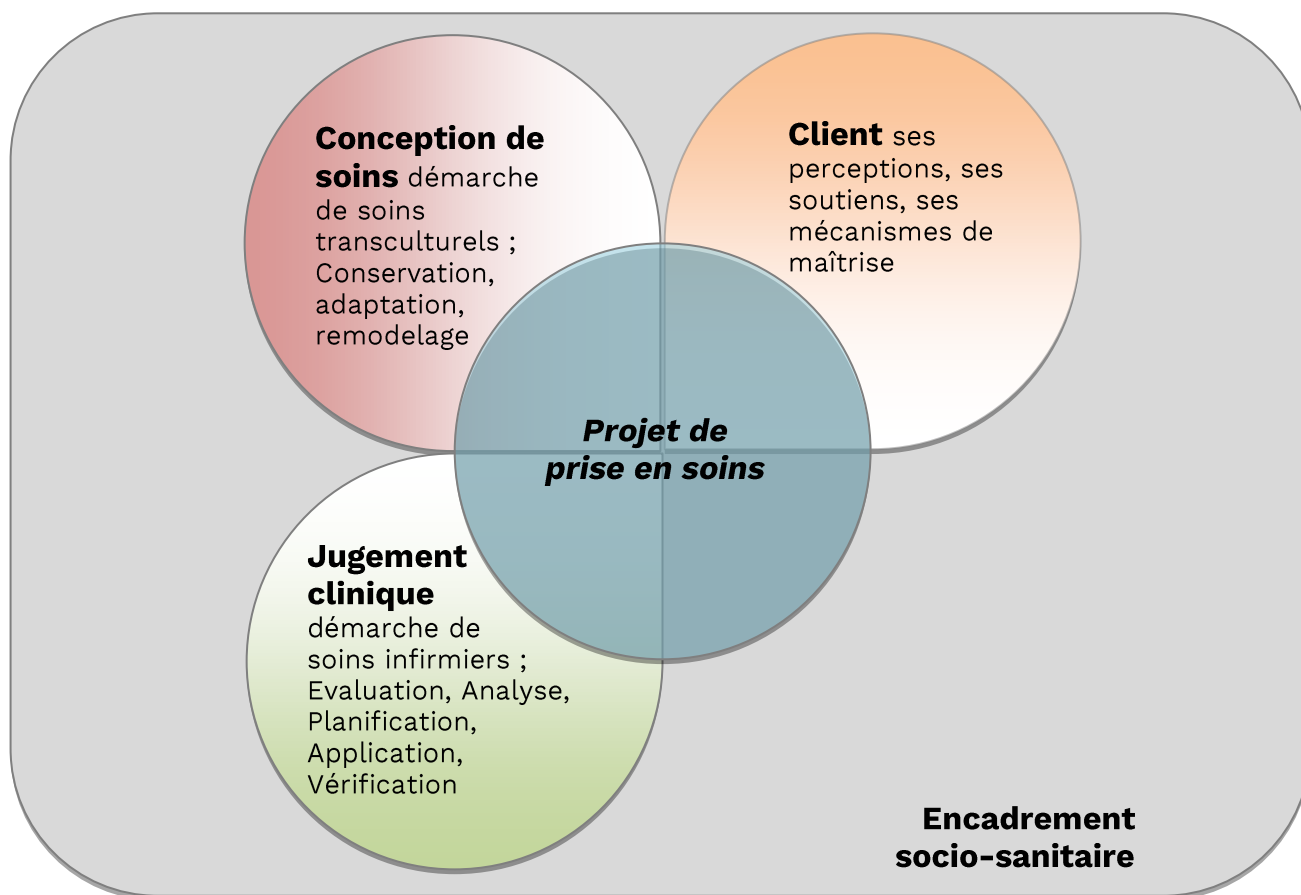 Conception de
soins démarche
de soins
transculturels ;
Conservation,
adaptation,
remodelage
Client ses
perceptions, ses
soutiens, ses
mécanismes de
maîtrise
Projet de
prise en soins
Jugement
clinique
démarche de
soins infirmiers ;
Evaluation, Analyse,
Planification,
Application,
Vérification
Encadrement
socio-sanitaire